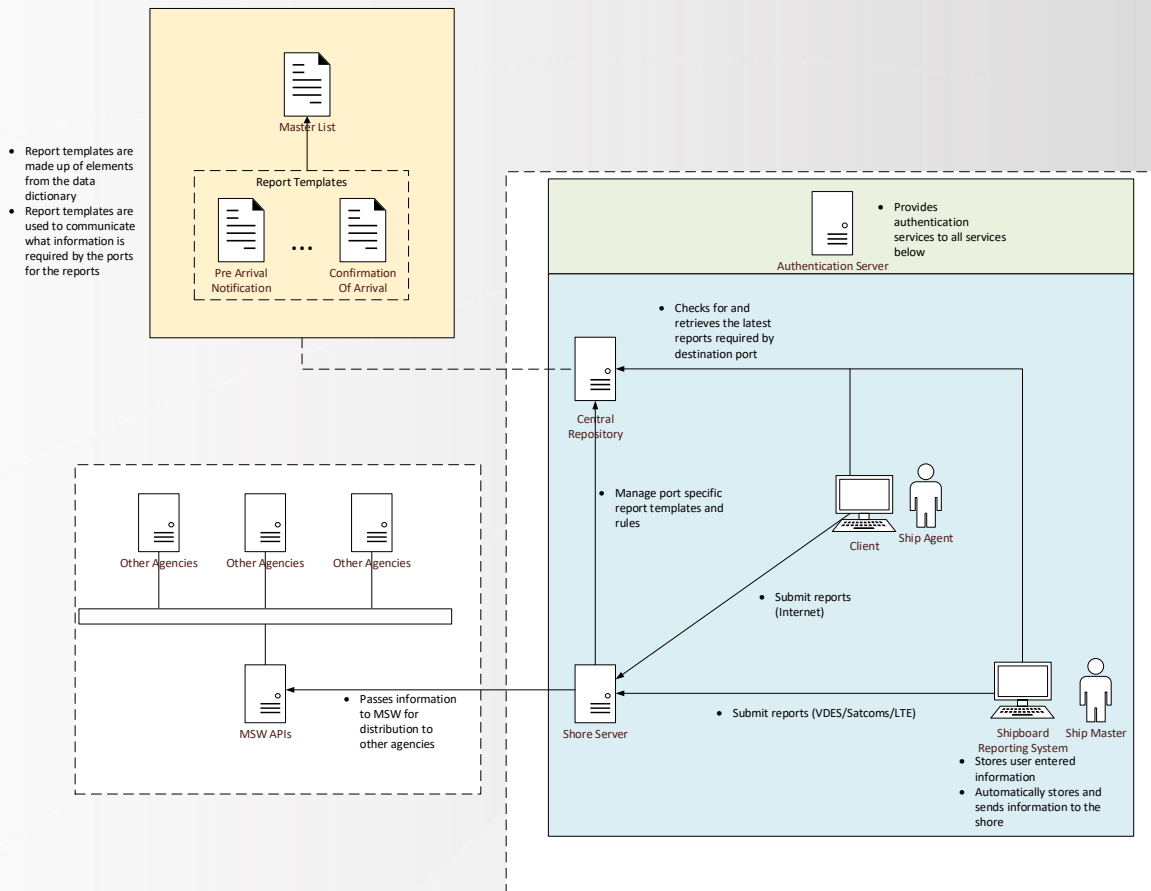 Master List
• Report templates are
made up of elements
from the data
dictionary
• Report templates are
used to communicate
what information is
required by the ports
for the reports
Report Templates
...
Pre Arrival
Notification
Confirmation
Of Arrival
• Provides
authentication
services to all services
below
Authentication Server
• Checks for and
retrieves the latest
reports required by
destination port
Central
Repository
• Manage port specific
report templates and
rules
Client
Ship Agent
Other Agencies
Other Agencies
Other Agencies
• Submit reports
(Internet)
• Passes information
to MSW for
distribution to
other agencies
MSW APIs
Shore Server
• Submit reports (VDES/Satcoms/LTE)
Shipboard
Reporting System
Ship Master
• Stores user entered
information
• Automatically stores and
sends information to the
shore